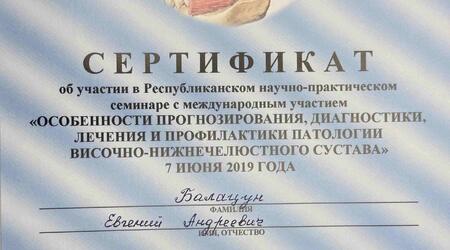 СЕРТИФИКАТ
об участии в Республиканском научно-практическом
семинаре с международным участием
«ОСОБЕННОСТИ ПРОГНОЗИРОВАНИЯ, ДИАГНОСТИКИ,
ЛЕЧЕНИЯ И ПРОФИЛАКТИКИ ПАТОЛОГИИ
ВИСОЧНО-НИЖНЕЧЕЛЮСТНОГО СУСТАВА»
7 ИЮНЯ 2019 ГОДА
Балацун
ФАМИЛИЯ
Евгений Андреевич
ИМЯ, ОТЧЕСТВО